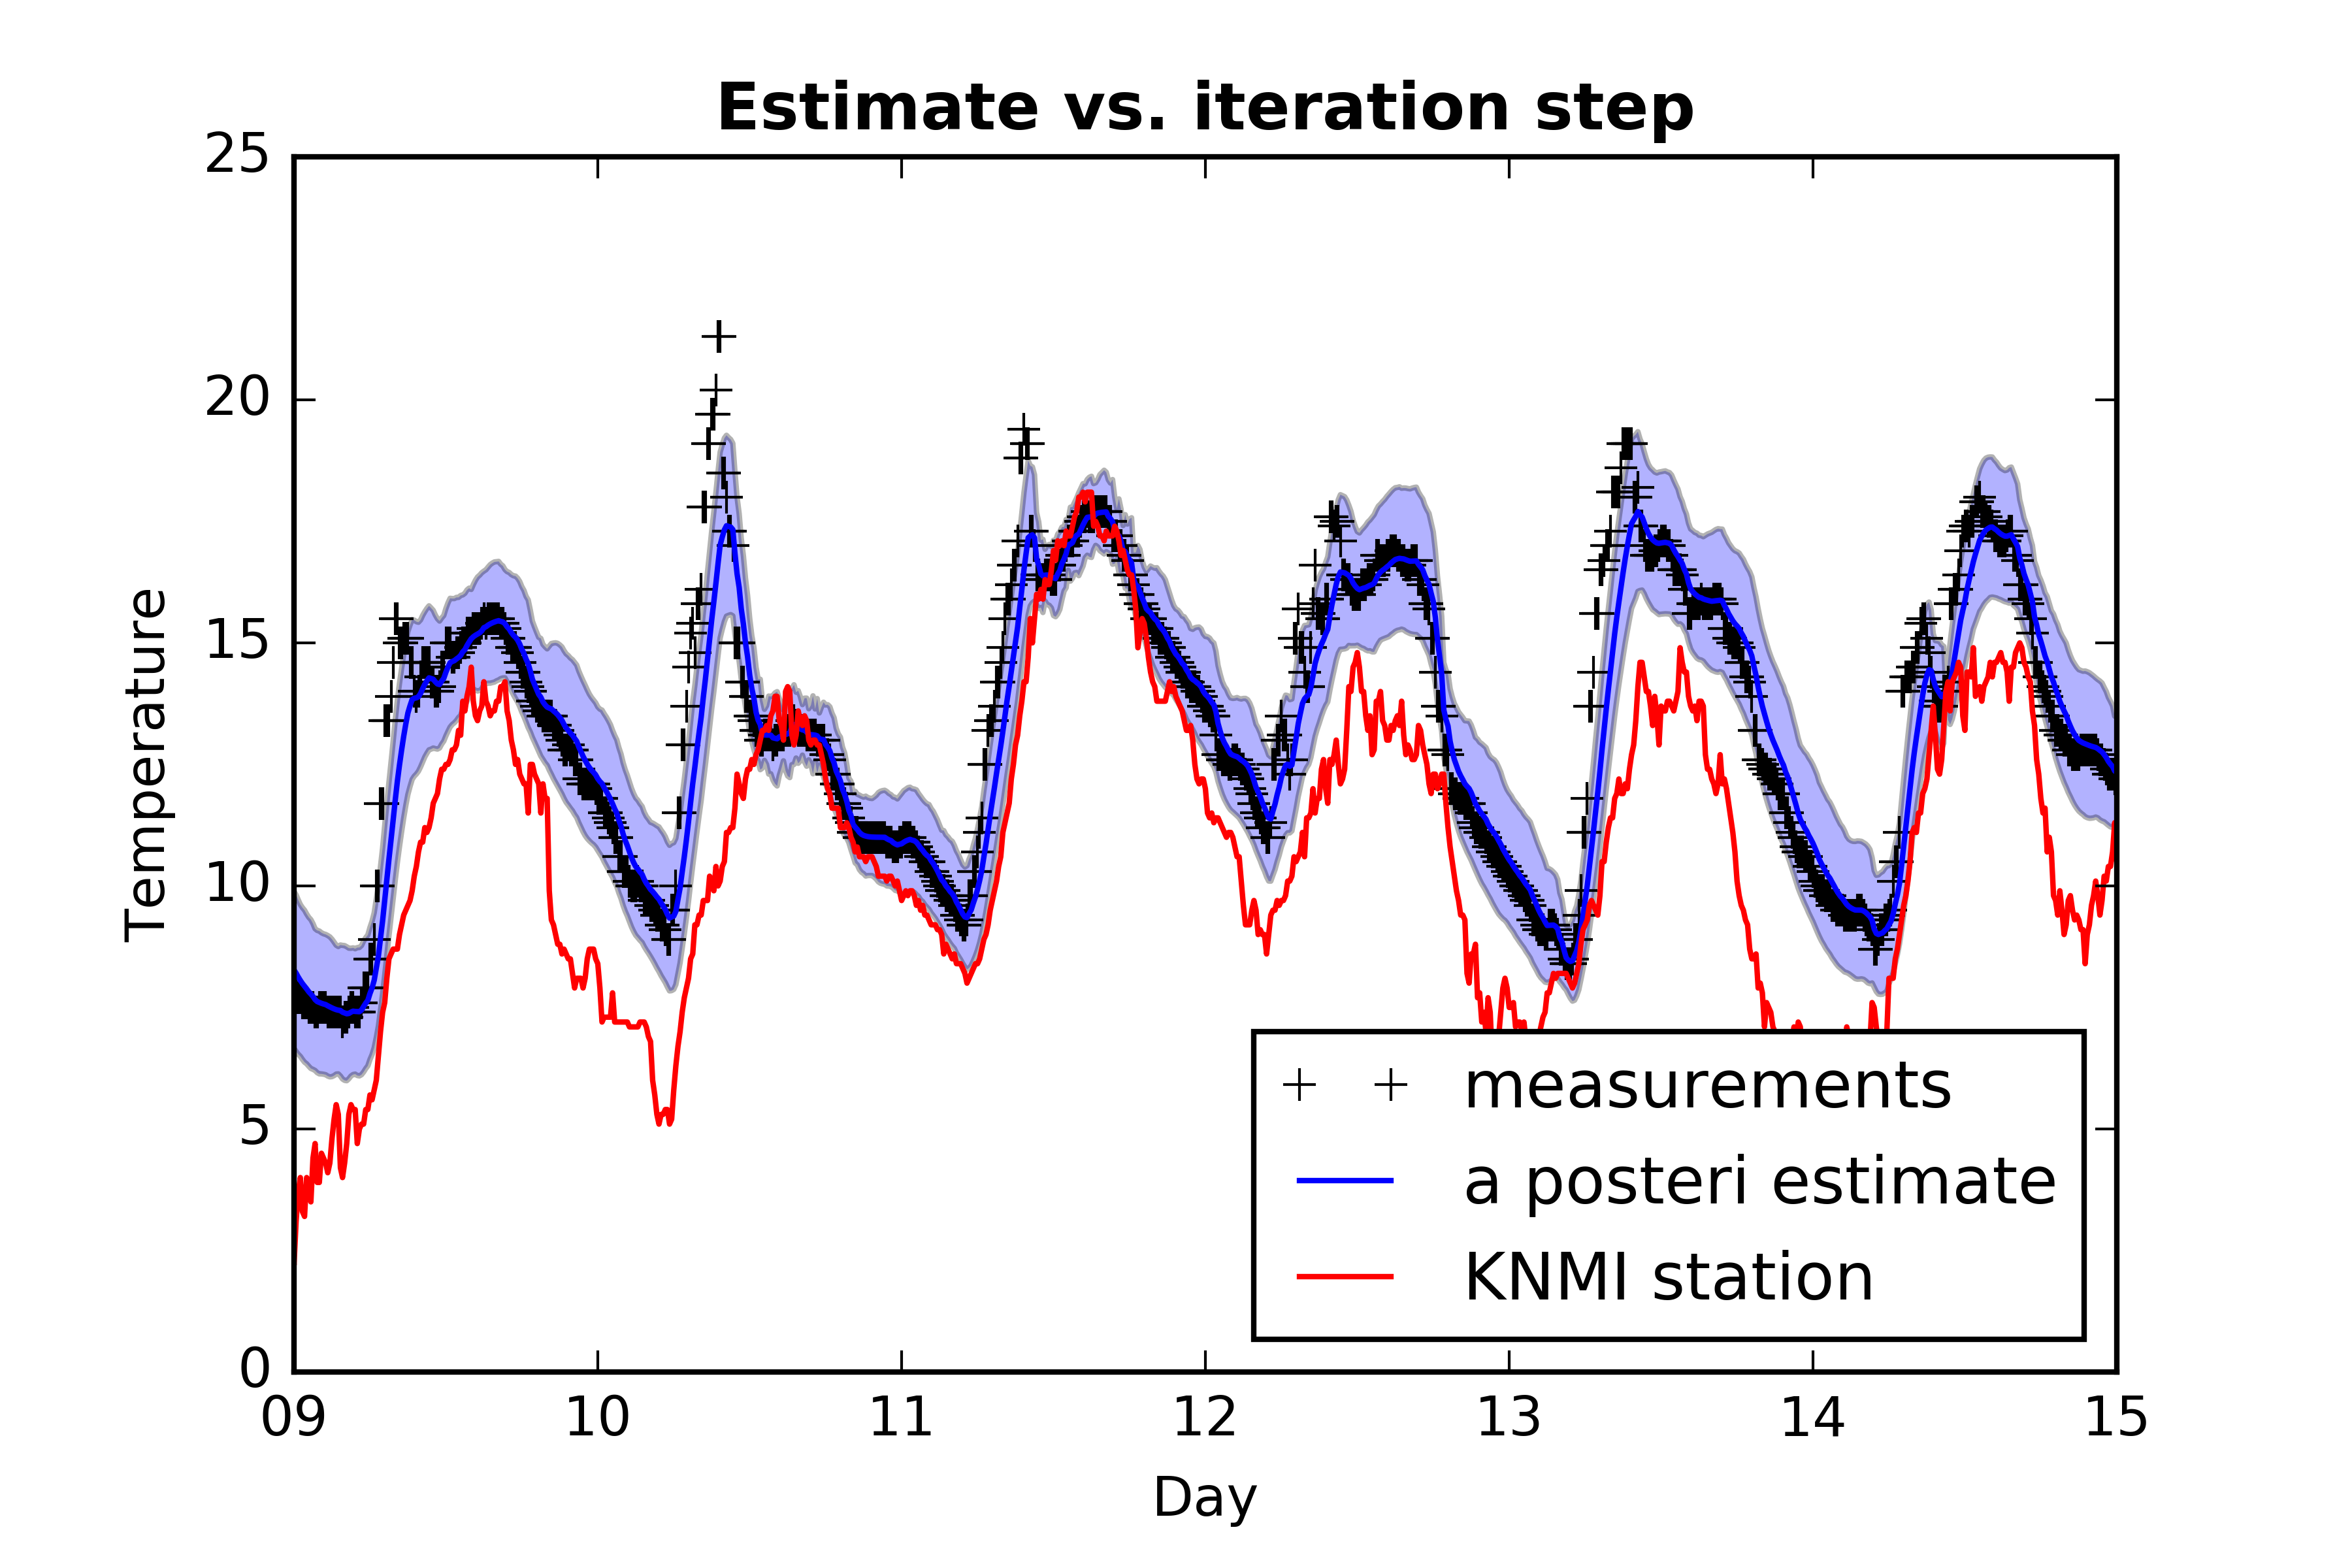 Estimate vs. iteration step
25
20
15
10
5
0
Temperature
09 10 11 12 13 14 15
Day
measurements
a posteri estimate
KNMI station